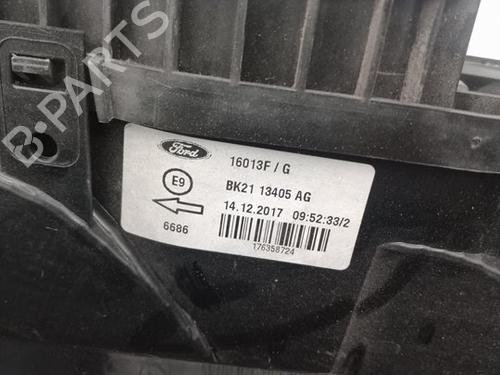 B-PARTS
Ford
16013F / G
E9
BK21 13405 AG
14.12.2017 09:52:33/2
6686
176358724